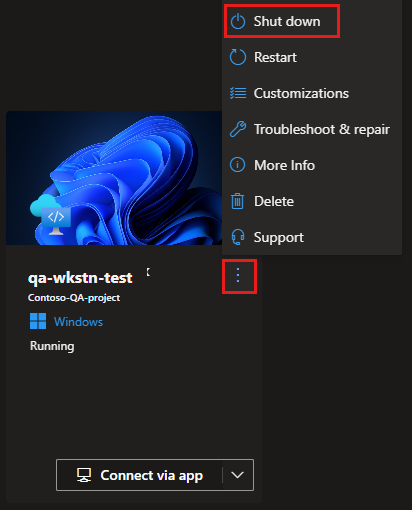 Shut down
Restart
Customizations
Troubleshoot & repair
More Info
Delete
Support
qa-wkstn-test
Contoso-QA-project
Windows
Running
Connect via app